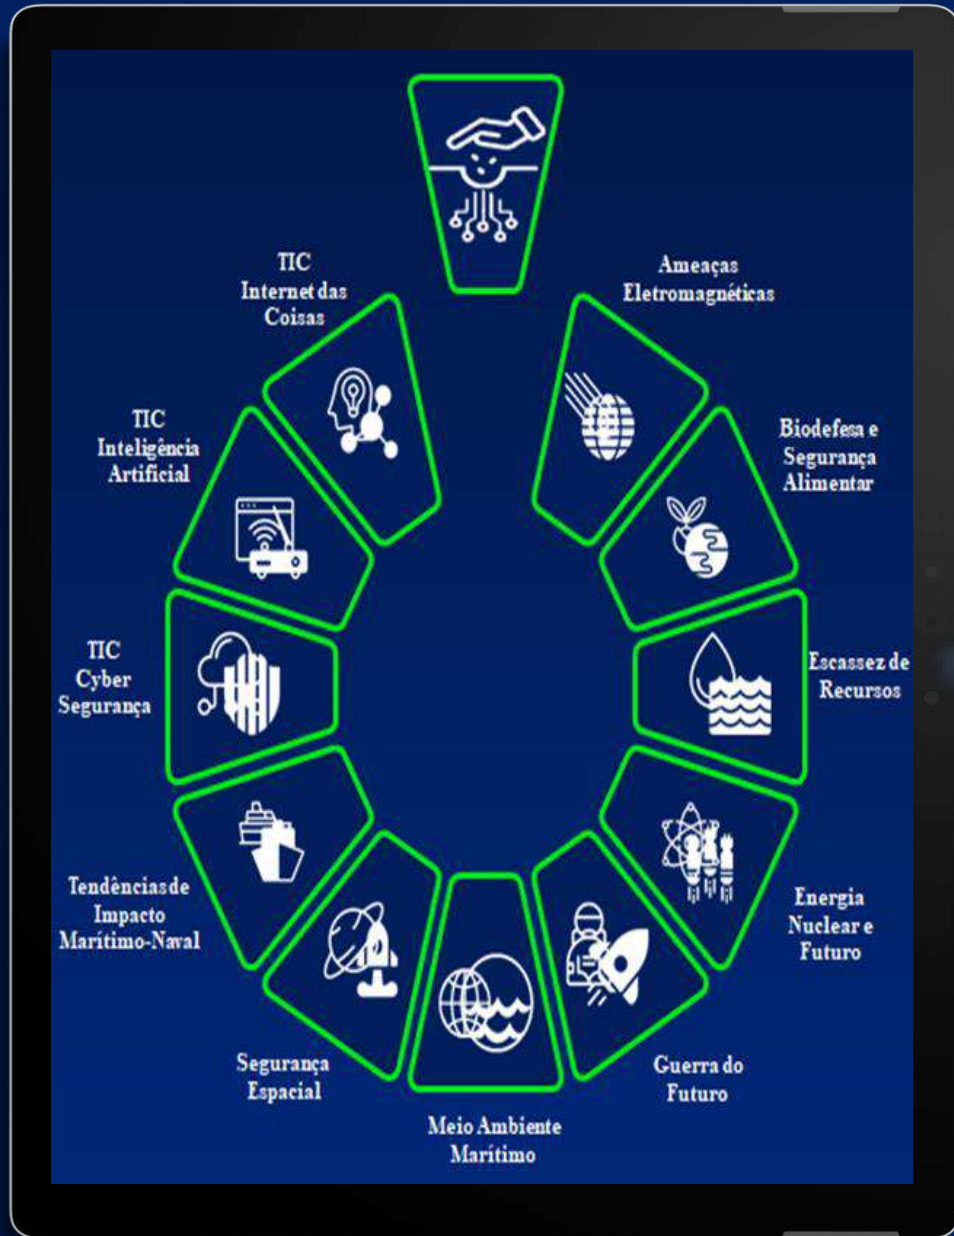 TIC
Internet das
Coisas
Ameaças
Eletromagnéticas
TIC
Inteligência
Artificial
Biodefesa e
Segurança
Alimentar
TIC
Cyber
Segurança
Escassez de
Recursos
Tendências de
Impacto
Marítimo-Naval
Energia
Nuclear e
Futuro
Segurança
Espacial
Guerra do
Futuro
Meio Ambiente
Marítimo